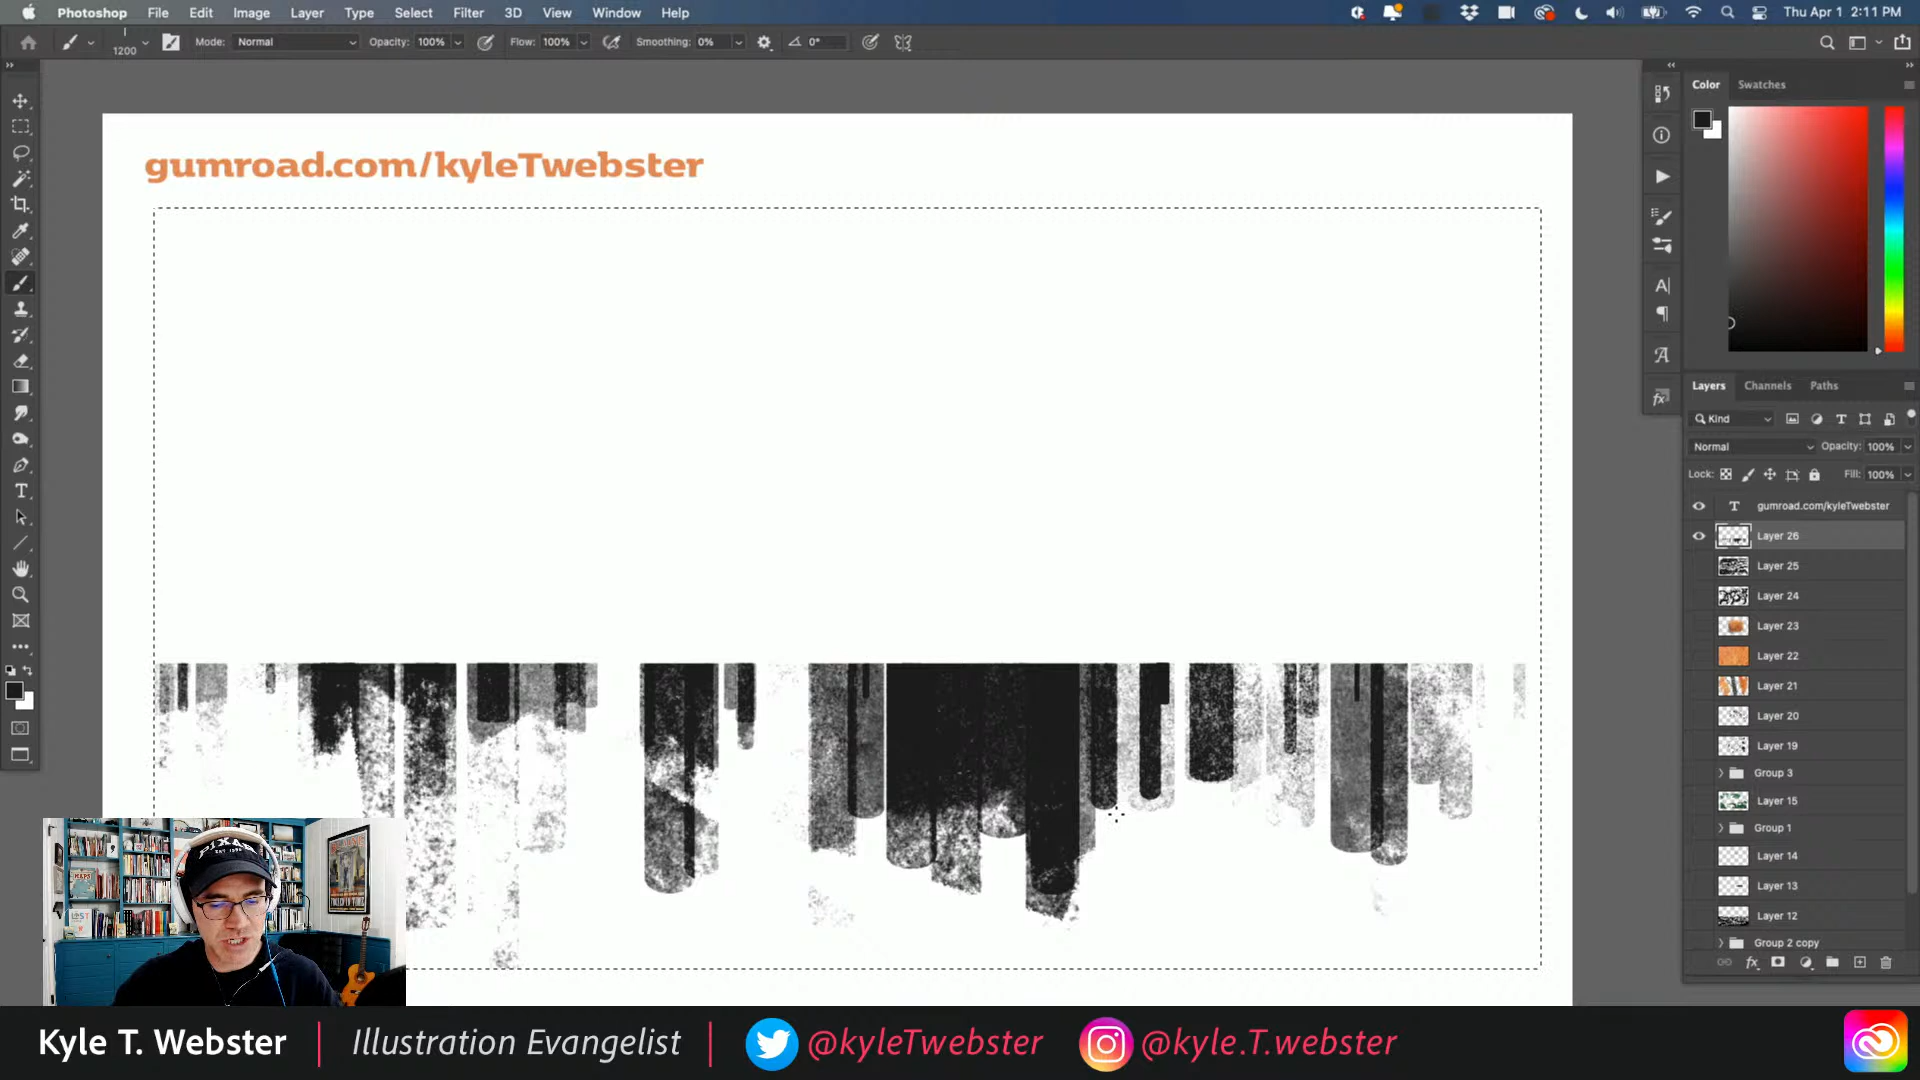 Photoshop File Edit Image Layer Type Select Filter 3D View Window Help Thu Apr 1 2:11 PM
1200 Mode: Normal Opacity: 100% Flow: 100% Smoothing: 0% 0°
Color Swatches
gumroad.com/kyleTwebster
Layers Channels Paths
Kind
Normal Opacity: 100%
Lock: Fill: 100%
gumroad.com/kyleTwebster
Layer 26
Layer 25
Layer 24
Layer 23
Layer 22
Layer 21
Layer 20
Layer 19
Group 3
Layer 15
Group 1
Layer 14
Layer 13
Layer 12
Group 2 copy
PIXAR
Kyle T. Webster | Illustration Evangelist | @kyleTwebster @kyle.T.webster